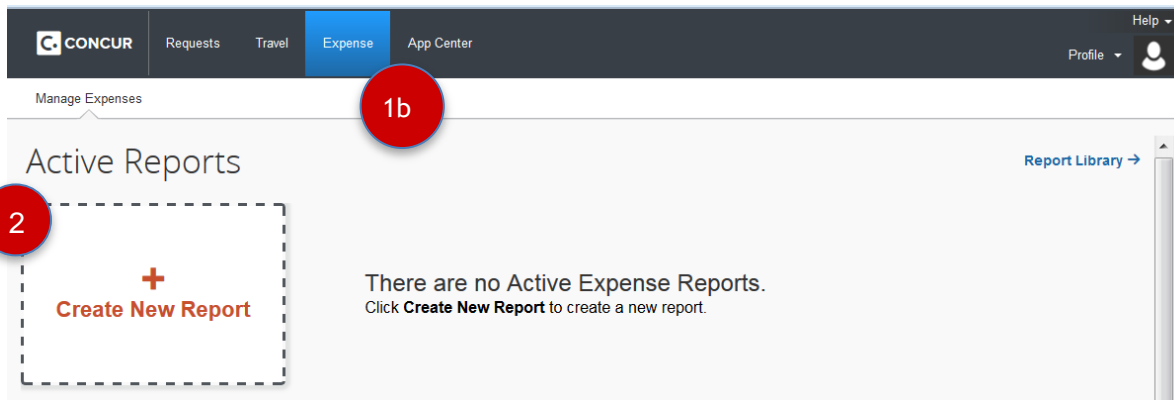 Help
C. CONCUR Requests Travel Expense App Center
Profile
Manage Expenses
1b
Active Reports
Report Library →
2
+
Create New Report
There are no Active Expense Reports.
Click Create New Report to create a new report.